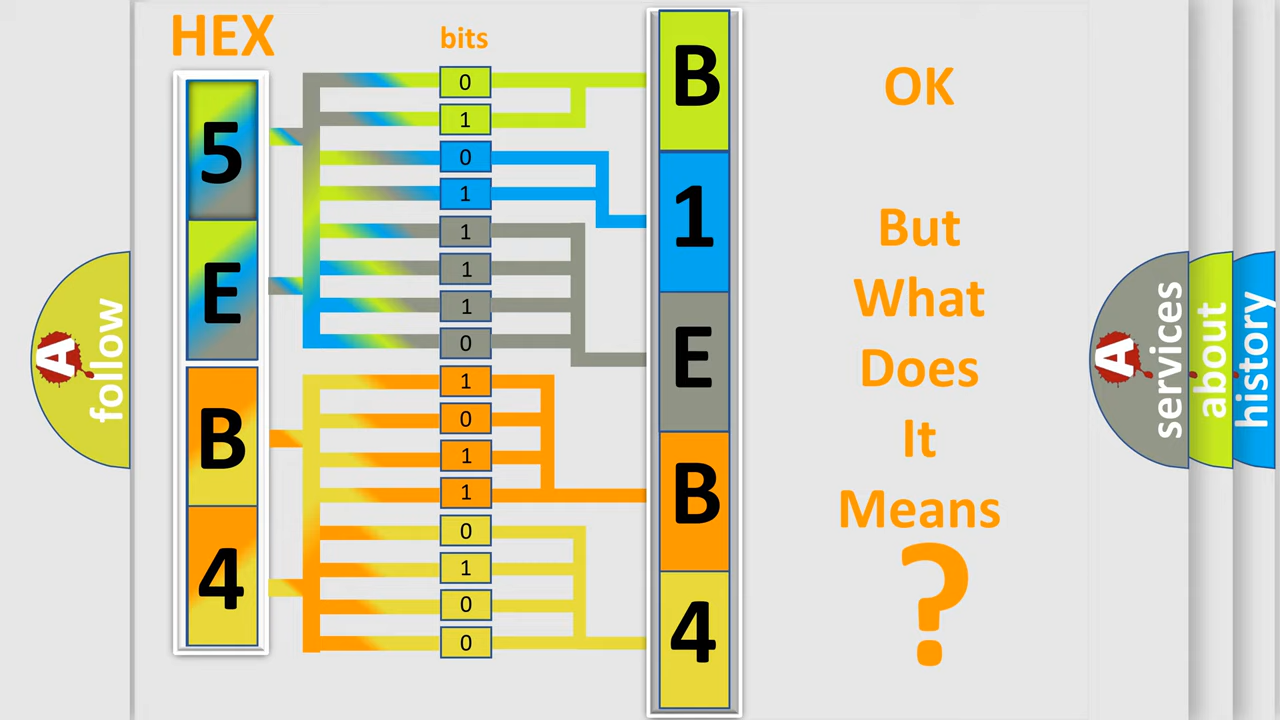 HEX
bits
5
E
B
4
0
1
0
1
1
1
1
0
1
0
1
1
0
1
0
0
B
1
E
B
4
OK
But
What
Does
It
Means
?
A
follow
A
services
about
history